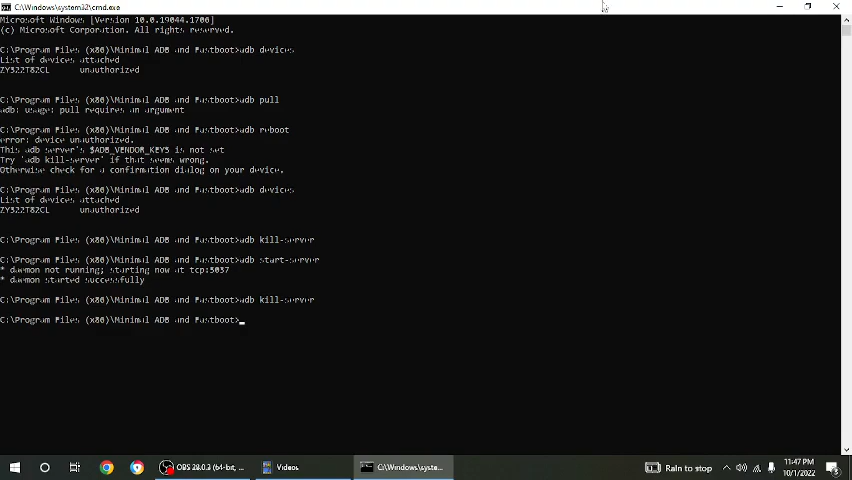 C:\Windows\system32\cmd.exe
Microsoft Windows [Version 10.0.19044.1706]
(c) Microsoft Corporation. All rights reserved.
C:\Program Files (x86)\Minimal ADB and Fastboot>adb devices
List of devices attached
ZY322T82CL unauthorized
C:\Program Files (x86)\Minimal ADB and Fastboot>adb pull
adb: usage: pull requires an argument
C:\Program Files (x86)\Minimal ADB and Fastboot>adb reboot
error: device unauthorized.
This adb server's $ADB_VENDOR_KEYS is not set
Try 'adb kill-server' if that seems wrong.
Otherwise check for a confirmation dialog on your device.
C:\Program Files (x86)\Minimal ADB and Fastboot>adb devices
List of devices attached
ZY322T82CL unauthorized
C:\Program Files (x86)\Minimal ADB and Fastboot>adb kill-server
C:\Program Files (x86)\Minimal ADB and Fastboot>adb start-server
* daemon not running; starting now at tcp:5037
* daemon started successfully
C:\Program Files (x86)\Minimal ADB and Fastboot>adb kill-server
C:\Program Files (x86)\Minimal ADB and Fastboot>
OBS 28.0.3 (64-bit, ...
Videos
C:\Windows\syste...
Rain to stop
11:47 PM
10/1/2022